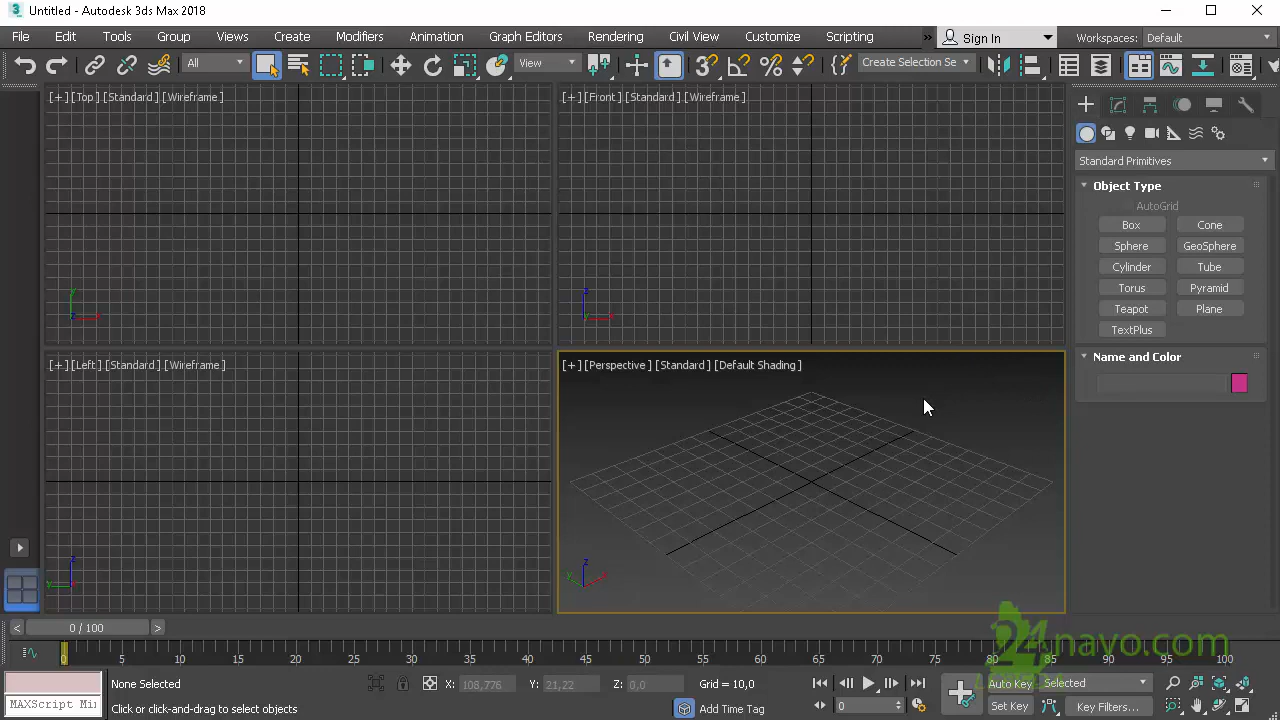 3 Untitled - Autodesk 3ds Max 2018
File Edit Tools Group Views Create Modifiers Animation Graph Editors Rendering Civil View Customize Scripting » Sign In Workspaces: Default
All View Create Selection Se
[+] [Top] [Standard] [Wireframe]
[+] [Front] [Standard] [Wireframe]
Standard Primitives
Object Type
AutoGrid
Box Cone
Sphere GeoSphere
Cylinder Tube
Torus Pyramid
Teapot Plane
TextPlus
Name and Color
[+] [Left] [Standard] [Wireframe]
[+] [Perspective] [Standard] [Default Shading]
24navo.com
< 0 / 100 >
0 5 10 15 20 25 30 35 40 45 50 55 60 65 70 75 80 85 90 95 100
None Selected X: 108,776 Y: 21,22 Z: 0,0 Grid = 10,0 Auto Key Selected
MAXScript Mi Click or click-and-drag to select objects Add Time Tag 0 Set Key Key Filters...